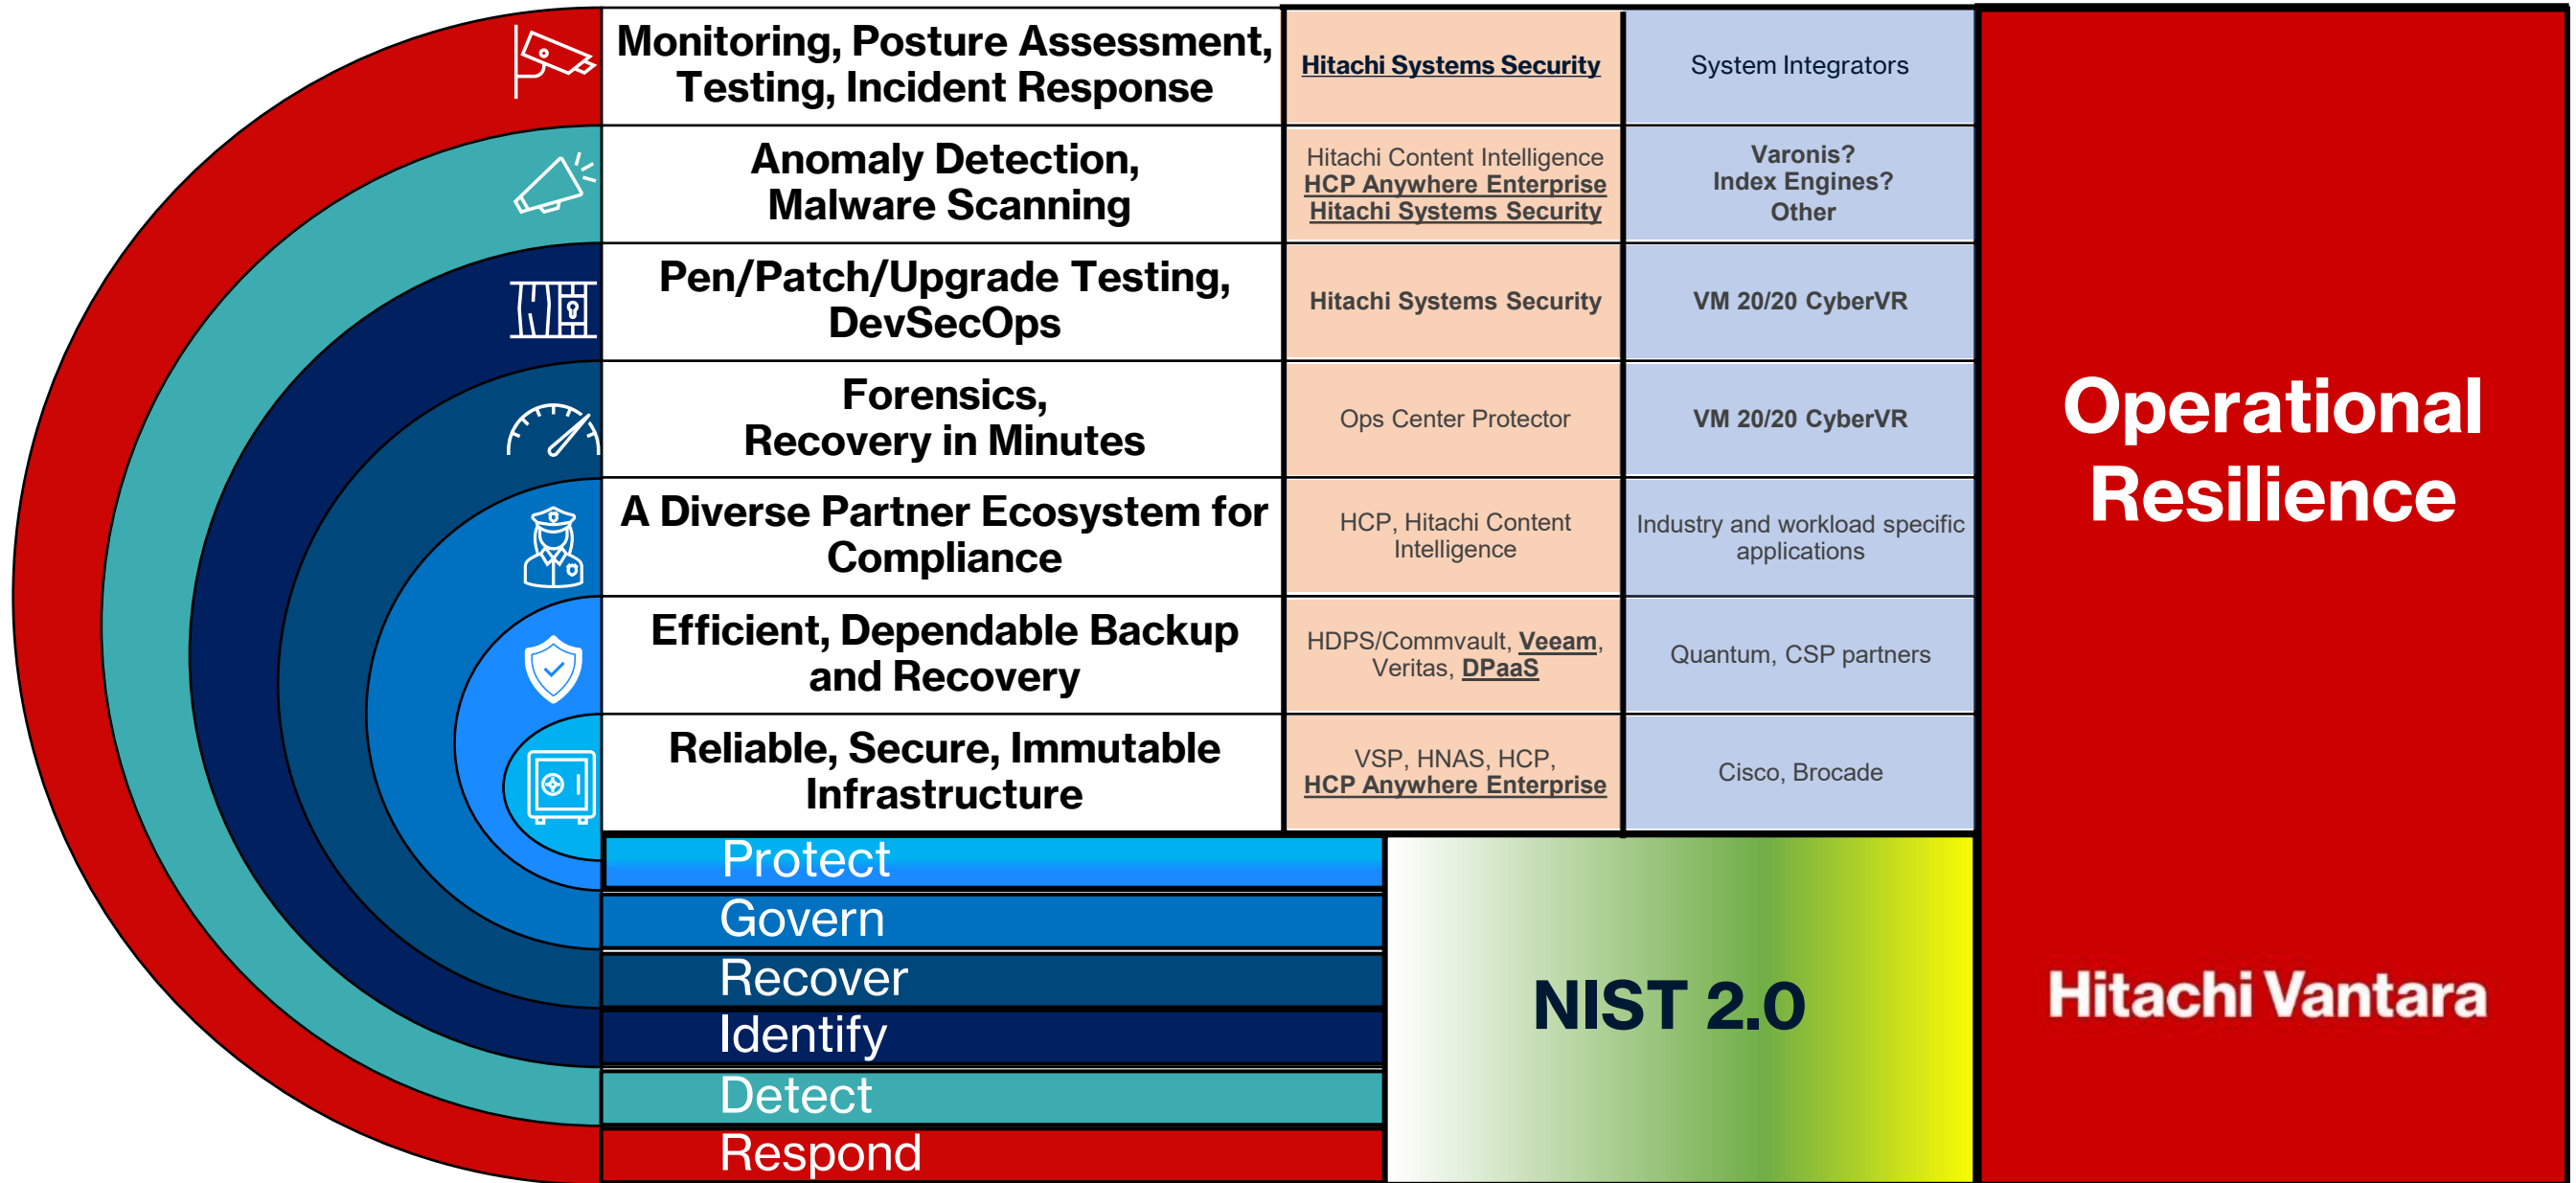 Monitoring, Posture Assessment,
Testing, Incident Response
Hitachi Systems Security
System Integrators
Anomaly Detection,
Malware Scanning
Hitachi Content Intelligence
HCP Anywhere Enterprise
Hitachi Systems Security
Varonis?
Index Engines?
Other
Pen/Patch/Upgrade Testing,
DevSecOps
Hitachi Systems Security
VM 20/20 CyberVR
Forensics,
Recovery in Minutes
Ops Center Protector
VM 20/20 CyberVR
A Diverse Partner Ecosystem for
Compliance
HCP, Hitachi Content
Intelligence
Industry and workload specific
applications
Efficient, Dependable Backup
and Recovery
HDPS/Commvault, Veeam,
Veritas, DPaaS
Quantum, CSP partners
Reliable, Secure, Immutable
Infrastructure
VSP, HNAS, HCP,
HCP Anywhere Enterprise
Cisco, Brocade
Protect
Govern
Recover
Identify
Detect
Respond
NIST 2.0
Operational
Resilience
Hitachi Vantara